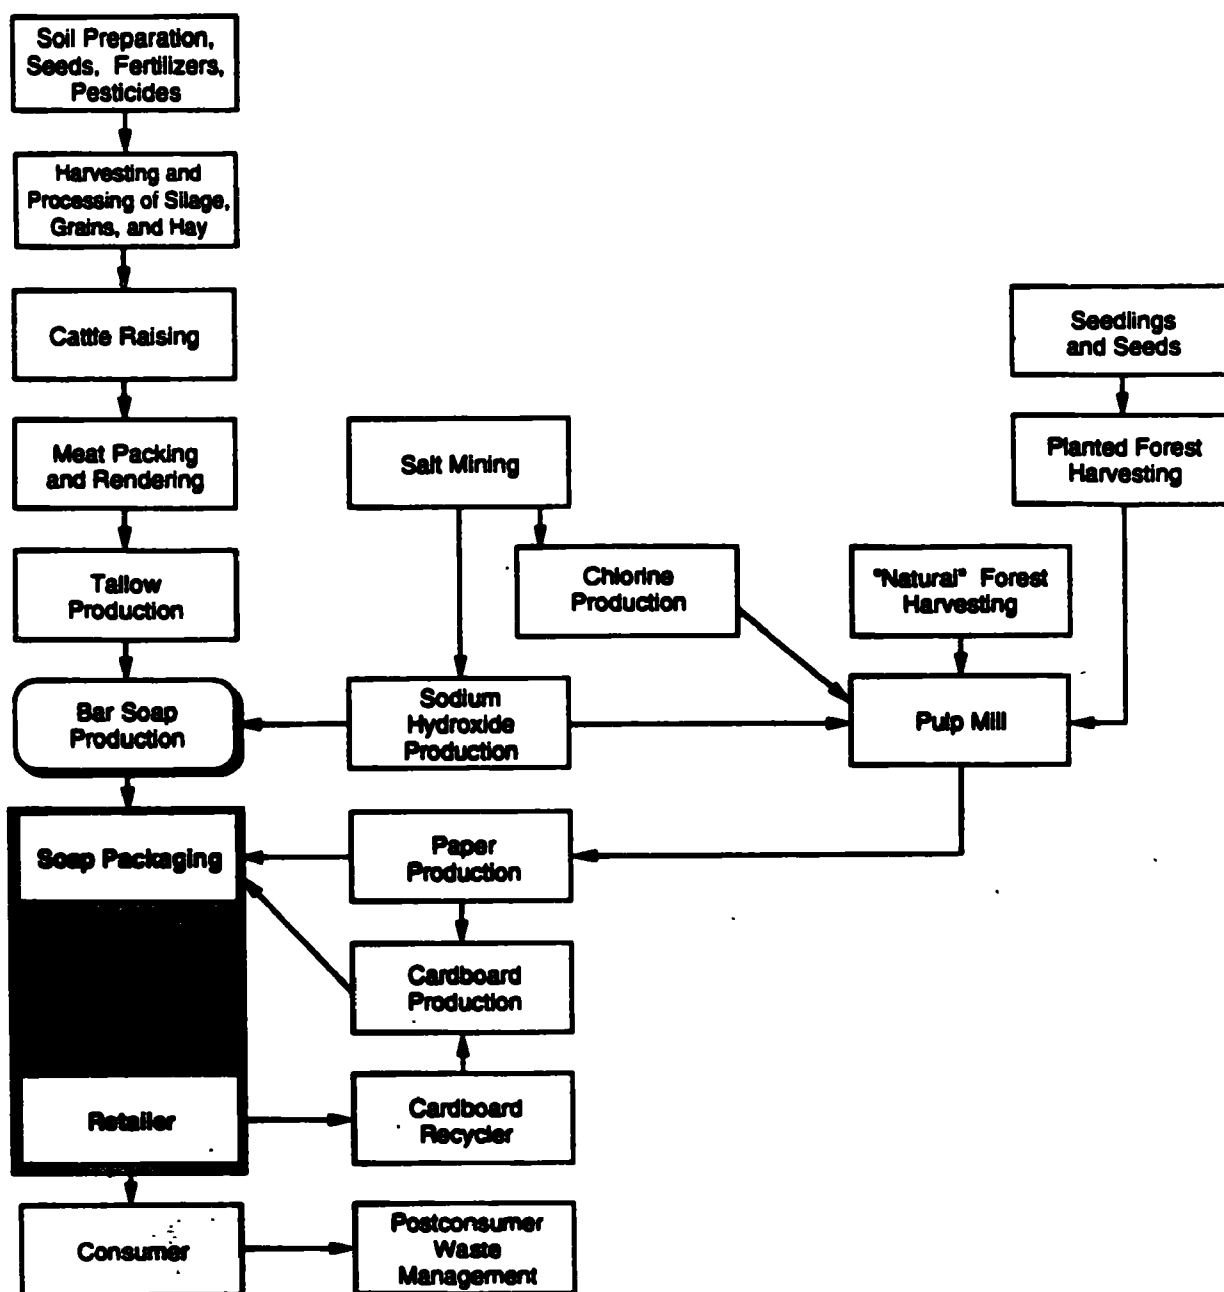 Soil Preparation,
Seeds, Fertilizers,
Pesticides
Harvesting and
Processing of Silage,
Grains, and Hay
Cattle Raising
Seedlings
and Seeds
Meat Packing
and Rendering
Salt Mining
Planted Forest
Harvesting
Tallow
Production
Chlorine
Production
"Natural" Forest
Harvesting
Bar Soap
Production
Sodium
Hydroxide
Production
Pulp Mill
Soap Packaging
Paper
Production
Cardboard
Production
Retailer
Cardboard
Recycler
Consumer
Postconsumer
Waste
Management